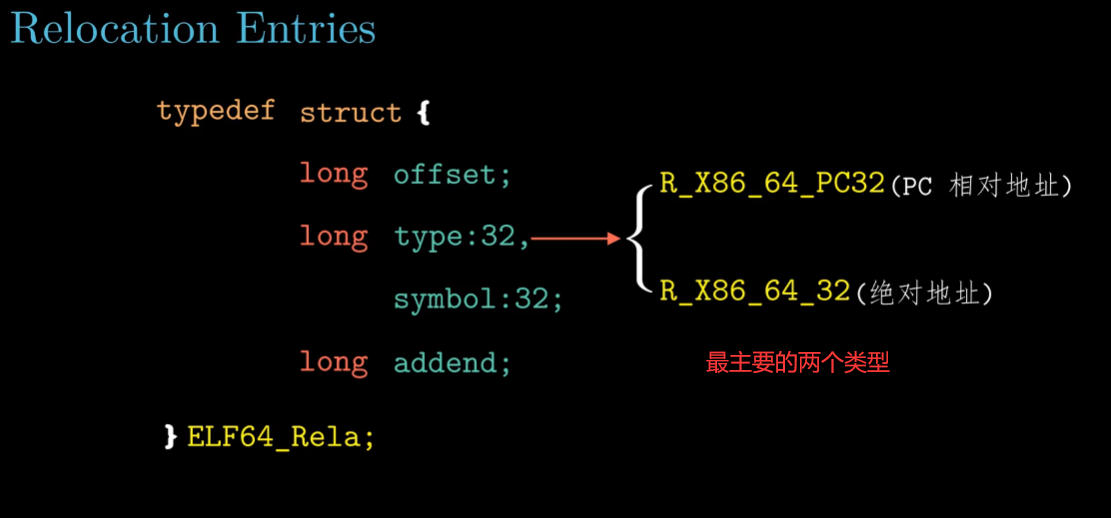 Relocation Entries
typedef struct {
long offset;
R_X86_64_PC32(PC 相对地址)
long type:32,
symbol:32;
R_X86_64_32(绝对地址)
long addend;
最主要的两个类型
} ELF64_Rela;